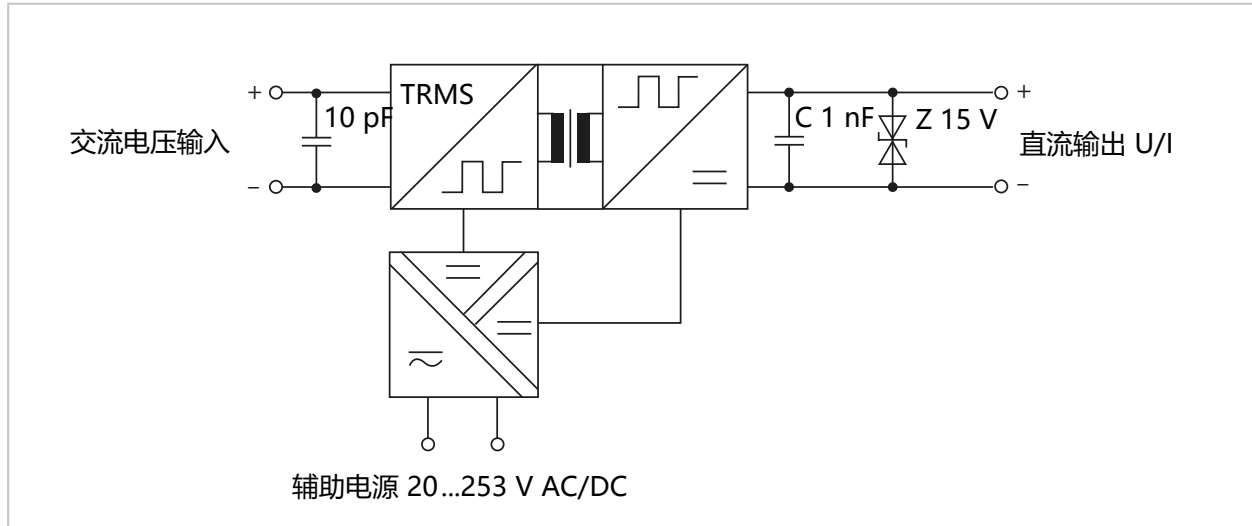 + TRMS +
10 pF C 1 nF Z 15 V
交流电压输入 直流输出 U/I
− −
辅助电源 20...253 V AC/DC